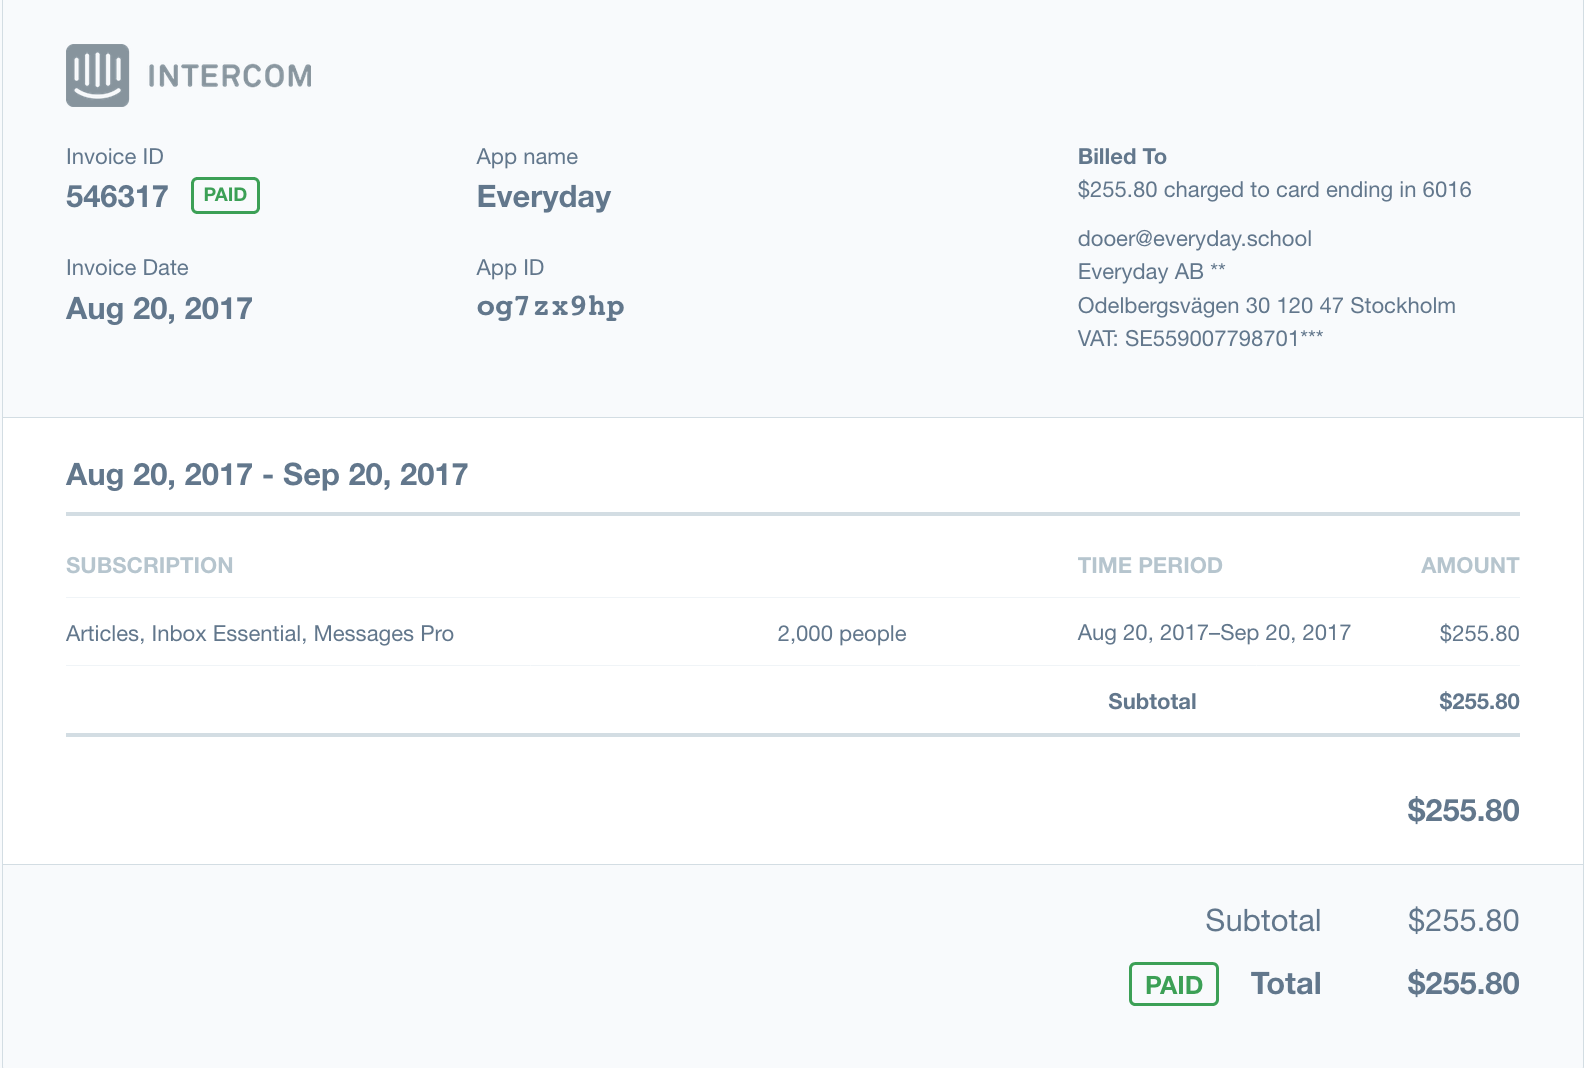 INTERCOM
Invoice ID
546317 PAID
Invoice Date
Aug 20, 2017
App name
Everyday
App ID
og7zx9hp
Billed To
$255.80 charged to card ending in 6016
dooer@everyday.school
Everyday AB **
Odelbergsvägen 30 120 47 Stockholm
VAT: SE559007798701***
Aug 20, 2017 - Sep 20, 2017
SUBSCRIPTION TIME PERIOD AMOUNT
Articles, Inbox Essential, Messages Pro 2,000 people Aug 20, 2017–Sep 20, 2017 $255.80
Subtotal $255.80
$255.80
Subtotal $255.80
PAID Total $255.80